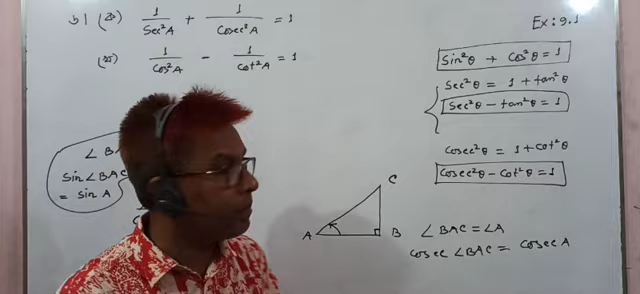 ৬। (ক) 1/Sec²A + 1/Cosec²A = 1
(খ) 1/Cos²A - 1/Cot²A = 1
∠B
Sin∠BAC
= sin A
Ex: 9.1
Sin²θ + Cos²θ = 1
Sec²θ = 1 + tan²θ
Sec²θ - tan²θ = 1
Cosec²θ = 1 + Cot²θ
Cosec²θ - Cot²θ = 1
C
A B
∠BAC = ∠A
Cosec ∠BAC = Cosec A